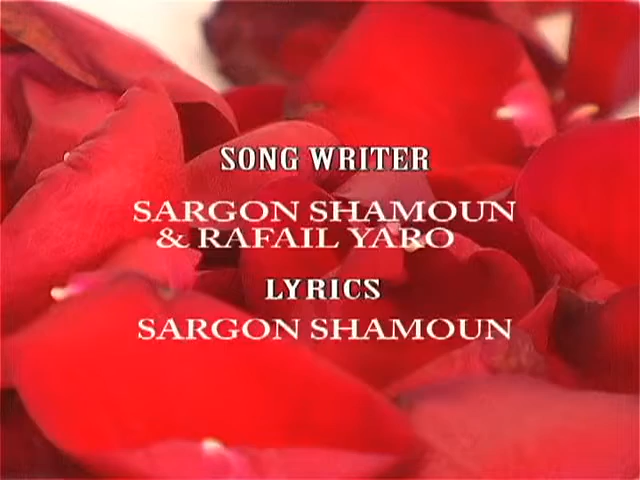 SONG WRITER
SARGON SHAMOUN
& RAFAIL YARO
LYRICS
SARGON SHAMOUN